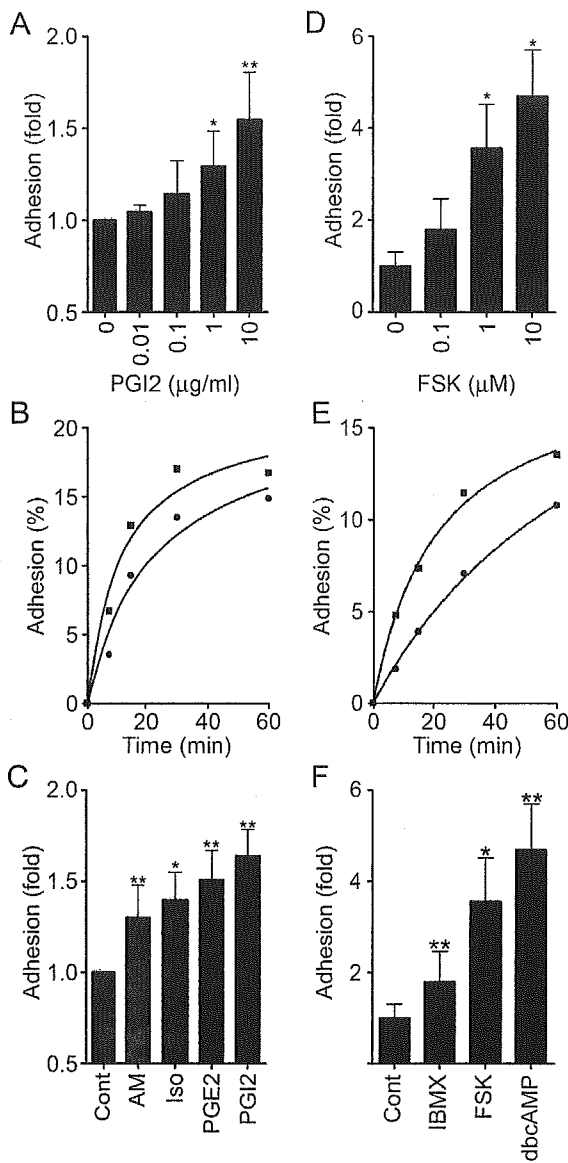 A
Adhesion (fold)
2.0
1.5
1.0
0.5
**
*
0
0.01
0.1
1
10
PGI2 (μg/ml)
D
Adhesion (fold)
6
4
2
0
*
*
0
0.1
1
10
FSK (μM)
B
Adhesion (%)
20
15
10
5
0
0
20
40
60
Time (min)
E
Adhesion (%)
15
10
5
0
0
20
40
60
Time (min)
C
Adhesion (fold)
2.0
1.5
1.0
0.5
**
*
**
**
Cont
AM
Iso
PGE2
PGI2
F
Adhesion (fold)
6
4
2
**
*
**
Cont
IBMX
FSK
dbcAMP